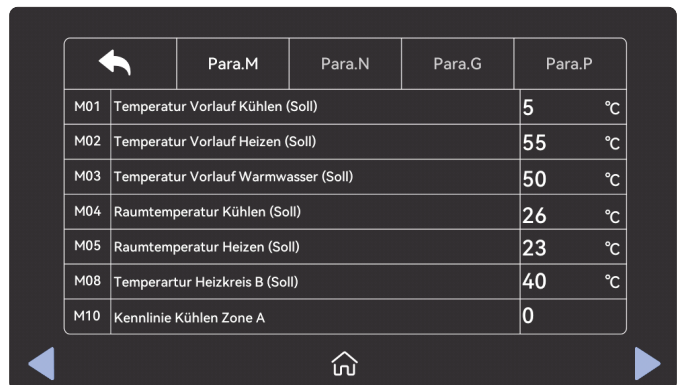 Para.M Para.N Para.G Para.P
M01 Temperatur Vorlauf Kühlen (Soll) 5 °C
M02 Temperatur Vorlauf Heizen (Soll) 55 °C
M03 Temperatur Vorlauf Warmwasser (Soll) 50 °C
M04 Raumtemperatur Kühlen (Soll) 26 °C
M05 Raumtemperatur Heizen (Soll) 23 °C
M08 Temperartur Heizkreis B (Soll) 40 °C
M10 Kennlinie Kühlen Zone A 0